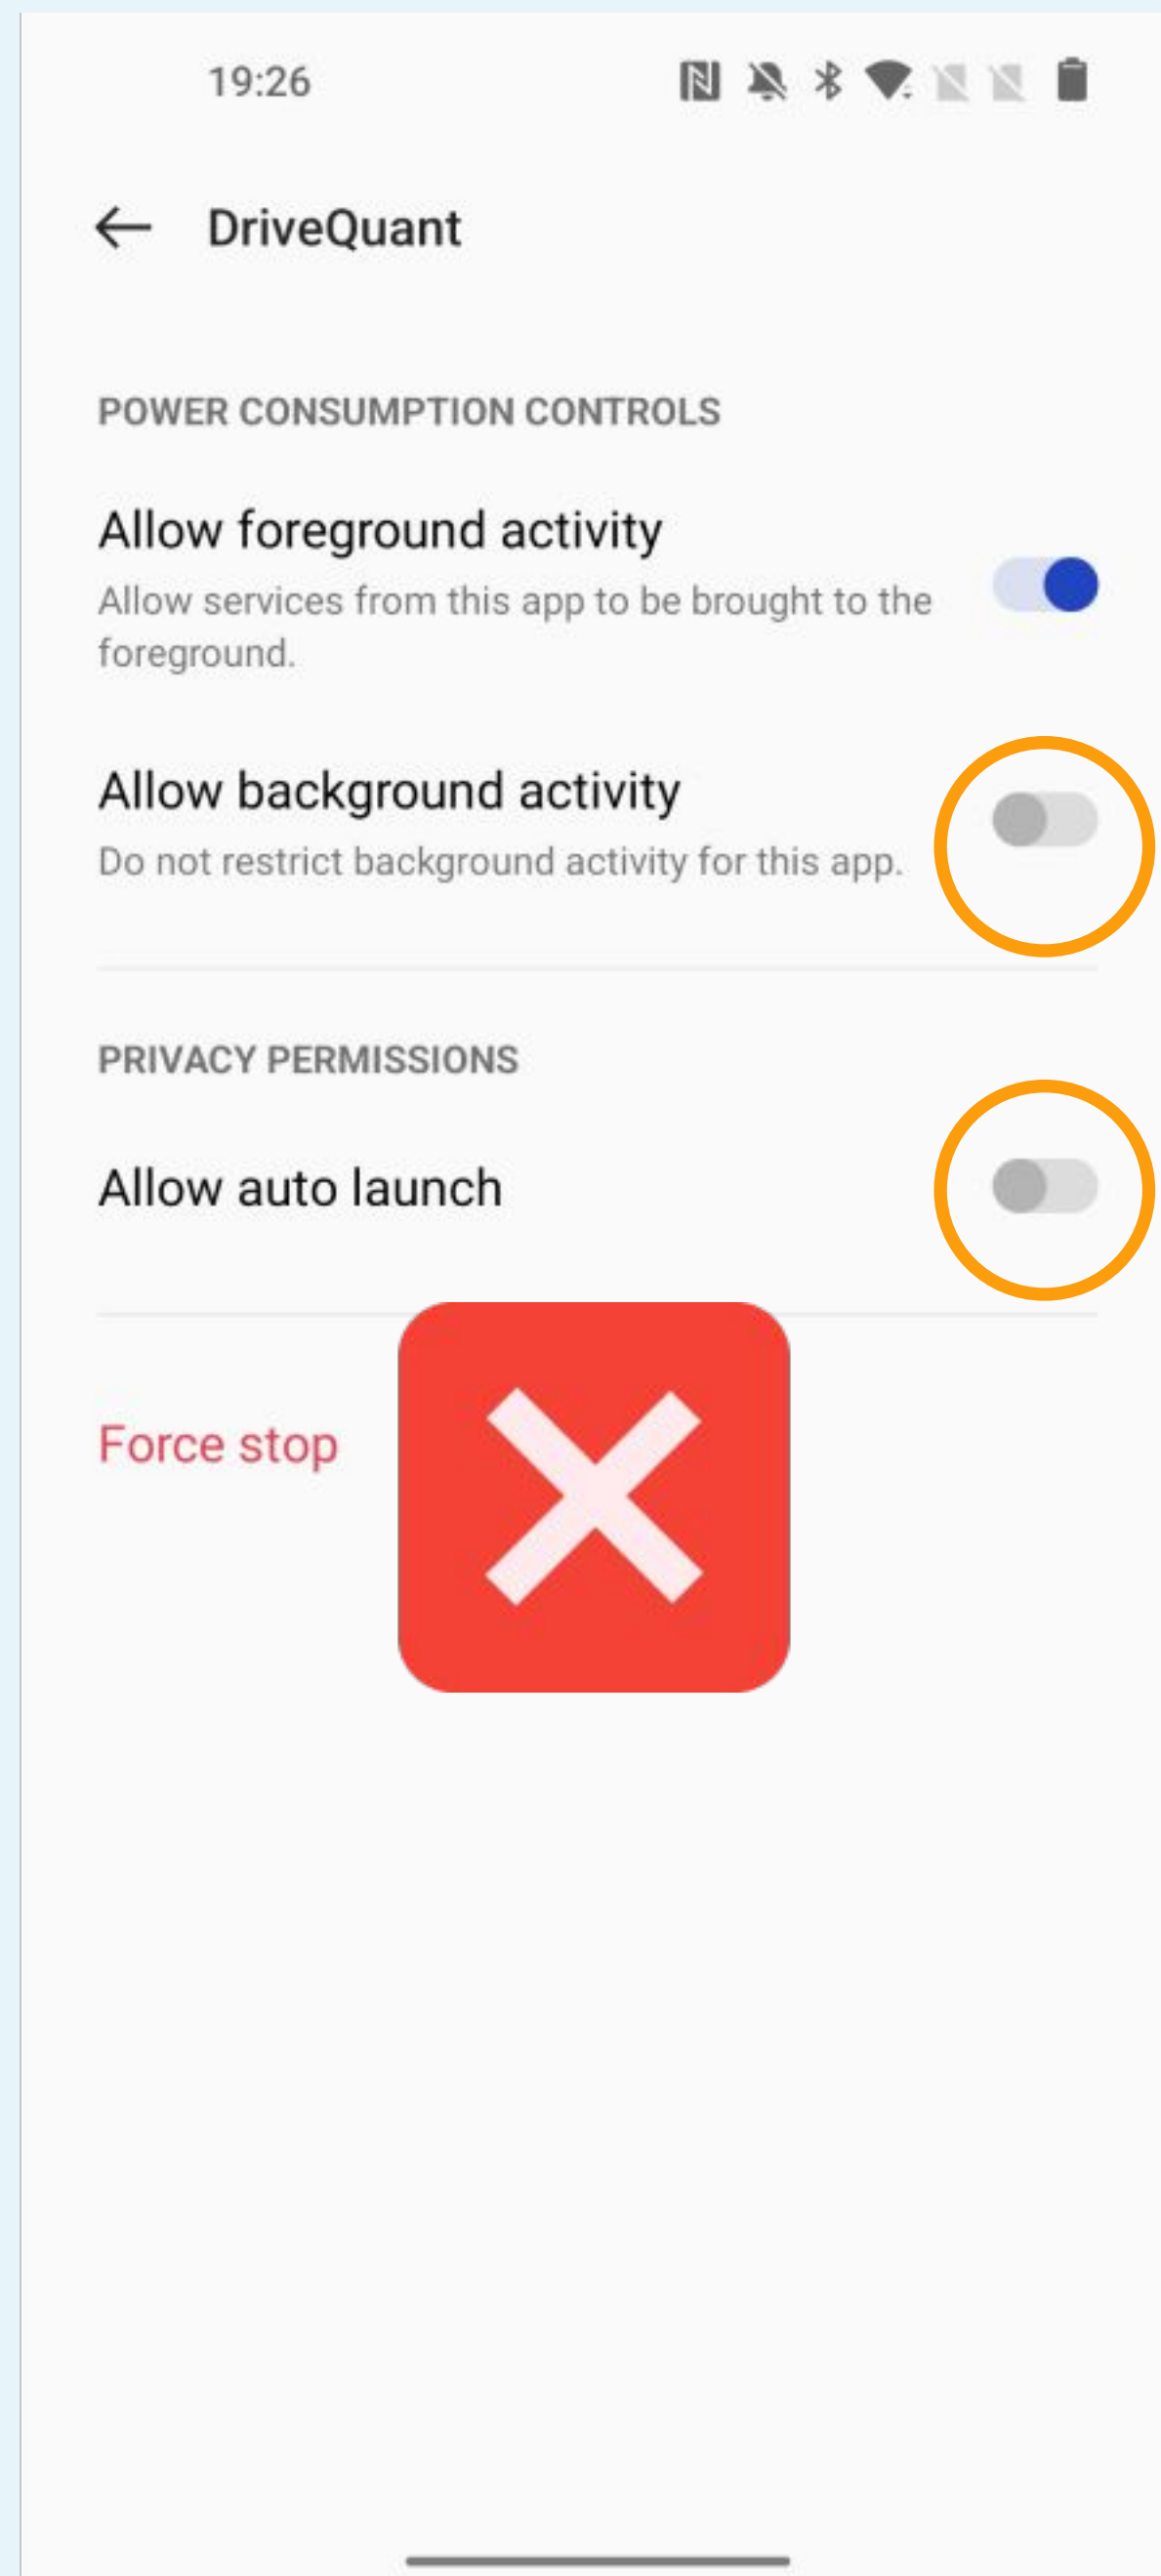 19:26
DriveQuant
POWER CONSUMPTION CONTROLS
Allow foreground activity
Allow services from this app to be brought to the
foreground.
Allow background activity
Do not restrict background activity for this app.
PRIVACY PERMISSIONS
Allow auto launch
Force stop